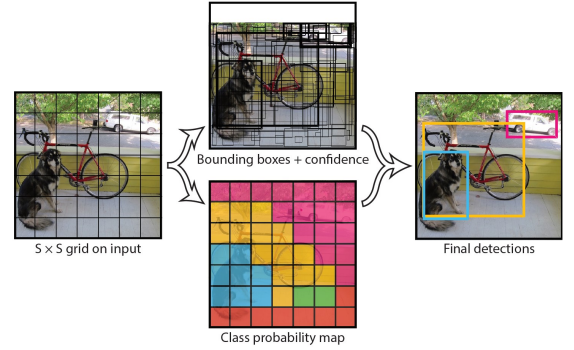 Bounding boxes + confidence
S × S grid on input
Final detections
Class probability map